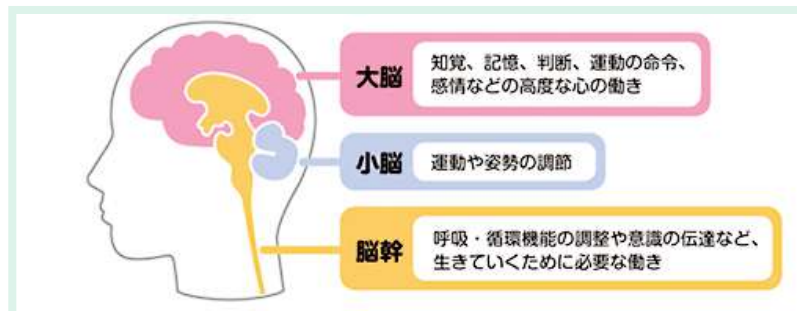 大脳
知覚、記憶、判断、運動の命令、
感情などの高度な心の働き
小脳
運動や姿勢の調節
脳幹
呼吸・循環機能の調整や意識の伝達など、
生きていくために必要な働き